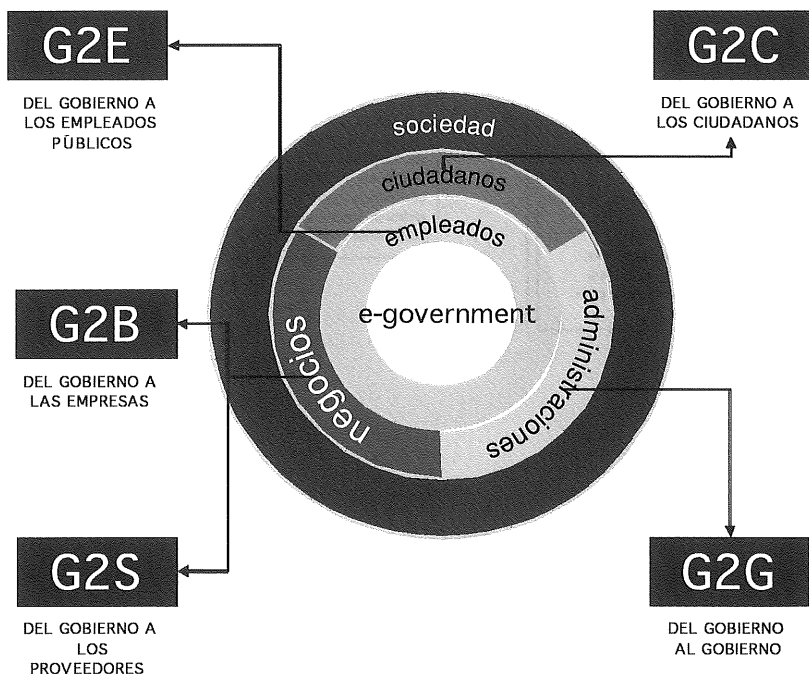 G2E
DEL GOBIERNO A
LOS EMPLEADOS
PÚBLICOS
G2C
DEL GOBIERNO A
LOS CIUDADANOS
sociedad
ciudadanos
empleados
e-government
negocios
administraciones
G2B
DEL GOBIERNO A
LAS EMPRESAS
G2S
DEL GOBIERNO A
LOS
PROVEEDORES
G2G
DEL GOBIERNO
AL GOBIERNO